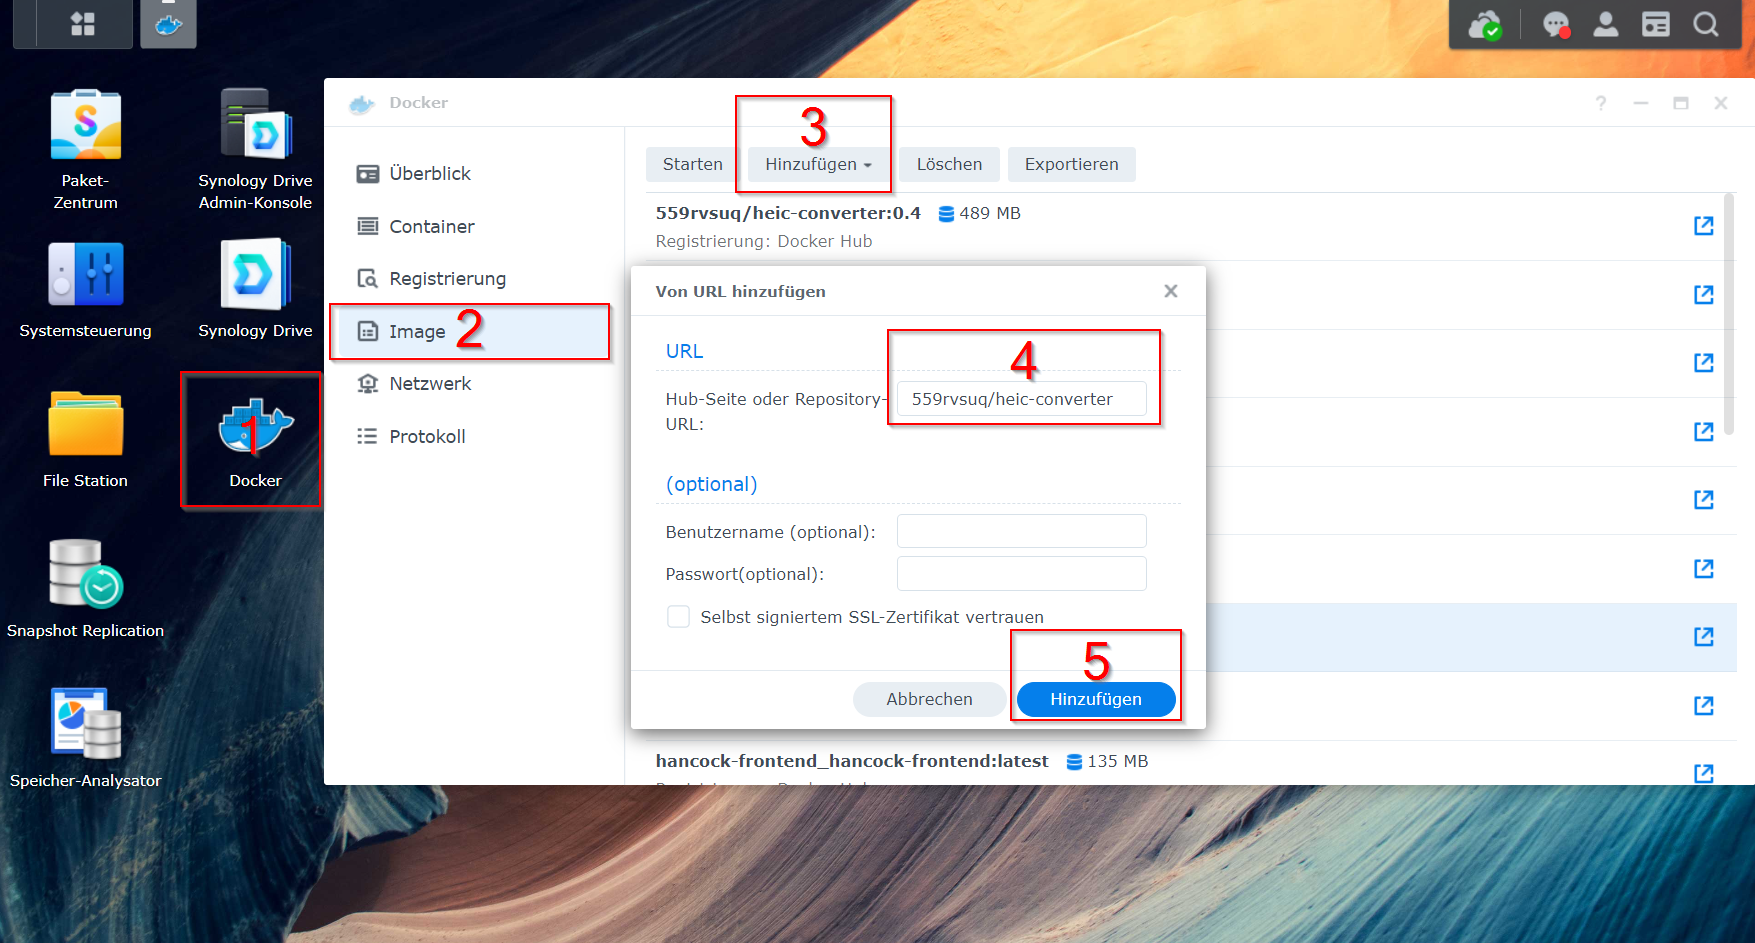 Paket-
Zentrum
Synology Drive
Admin-Konsole
Systemsteuerung
Synology Drive
File Station
1
Docker
Snapshot Replication
Speicher-Analysator
Docker
Überblick
Container
Registrierung
Image 2
Netzwerk
Protokoll
3
Starten
Hinzufügen
Löschen
Exportieren
559rvsuq/heic-converter:0.4 489 MB
Registrierung: Docker Hub
Von URL hinzufügen
URL
4
Hub-Seite oder Repository-
URL:
559rvsuq/heic-converter
(optional)
Benutzername (optional):
Passwort(optional):
Selbst signiertem SSL-Zertifikat vertrauen
5
Abbrechen
Hinzufügen
hancock-frontend_hancock-frontend:latest 135 MB